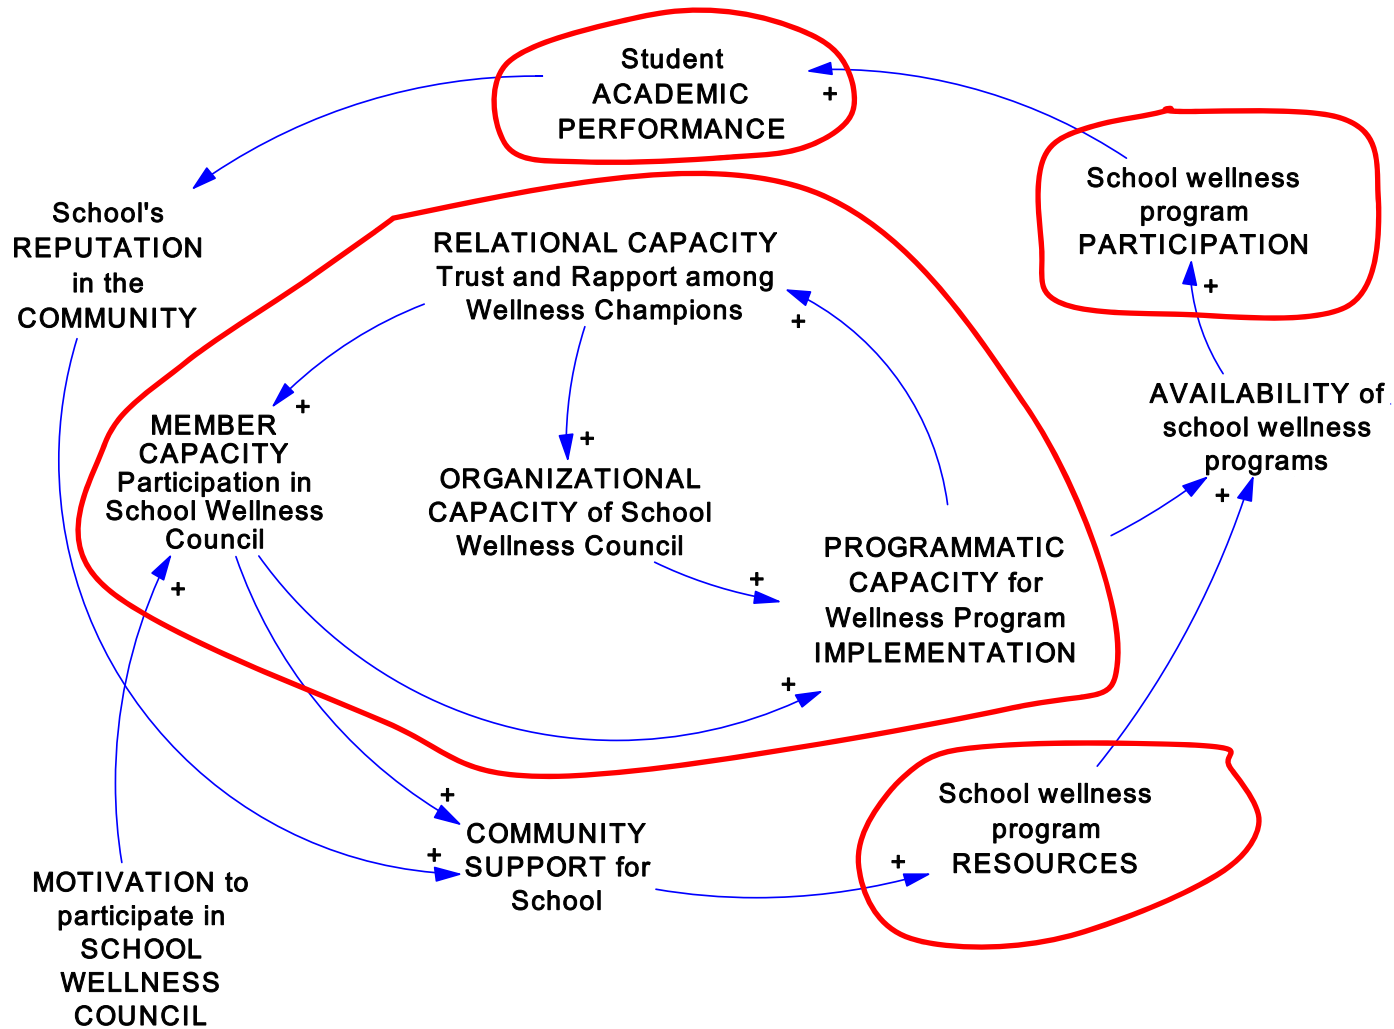 Student
ACADEMIC
PERFORMANCE
+
School wellness
program
PARTICIPATION
+
School's
REPUTATION
in the
COMMUNITY
RELATIONAL CAPACITY
Trust and Rapport among
Wellness Champions
+
+
+
MEMBER
CAPACITY
Participation in
School Wellness
Council
+
ORGANIZATIONAL
CAPACITY of School
Wellness Council
+
PROGRAMMATIC
CAPACITY for
Wellness Program
IMPLEMENTATION
+
AVAILABILITY of
school wellness
programs
+
School wellness
program
RESOURCES
+
+
+
COMMUNITY
SUPPORT for
School
MOTIVATION to
participate in
SCHOOL
WELLNESS
COUNCIL